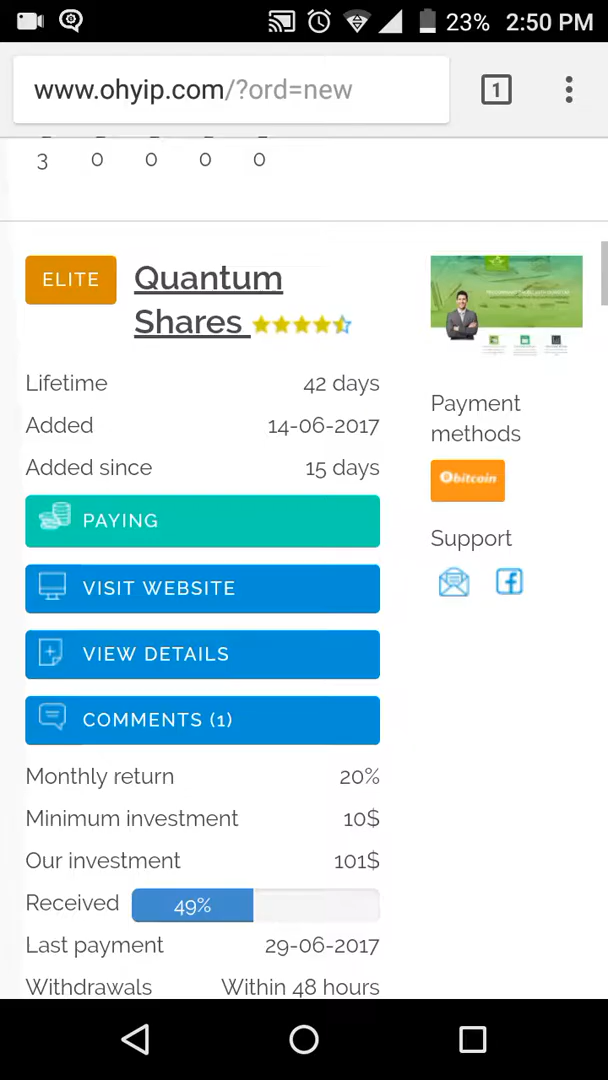 23% 2:50 PM
www.ohyip.com/?ord=new
1
3 0 0 0 0
ELITE
Quantum
Shares
Lifetime 42 days
Added 14-06-2017
Added since 15 days
PAYING
VISIT WEBSITE
VIEW DETAILS
COMMENTS (1)
Monthly return 20%
Minimum investment 10$
Our investment 101$
Received 49%
Last payment 29-06-2017
Withdrawals Within 48 hours
Payment
methods
bitcoin
Support